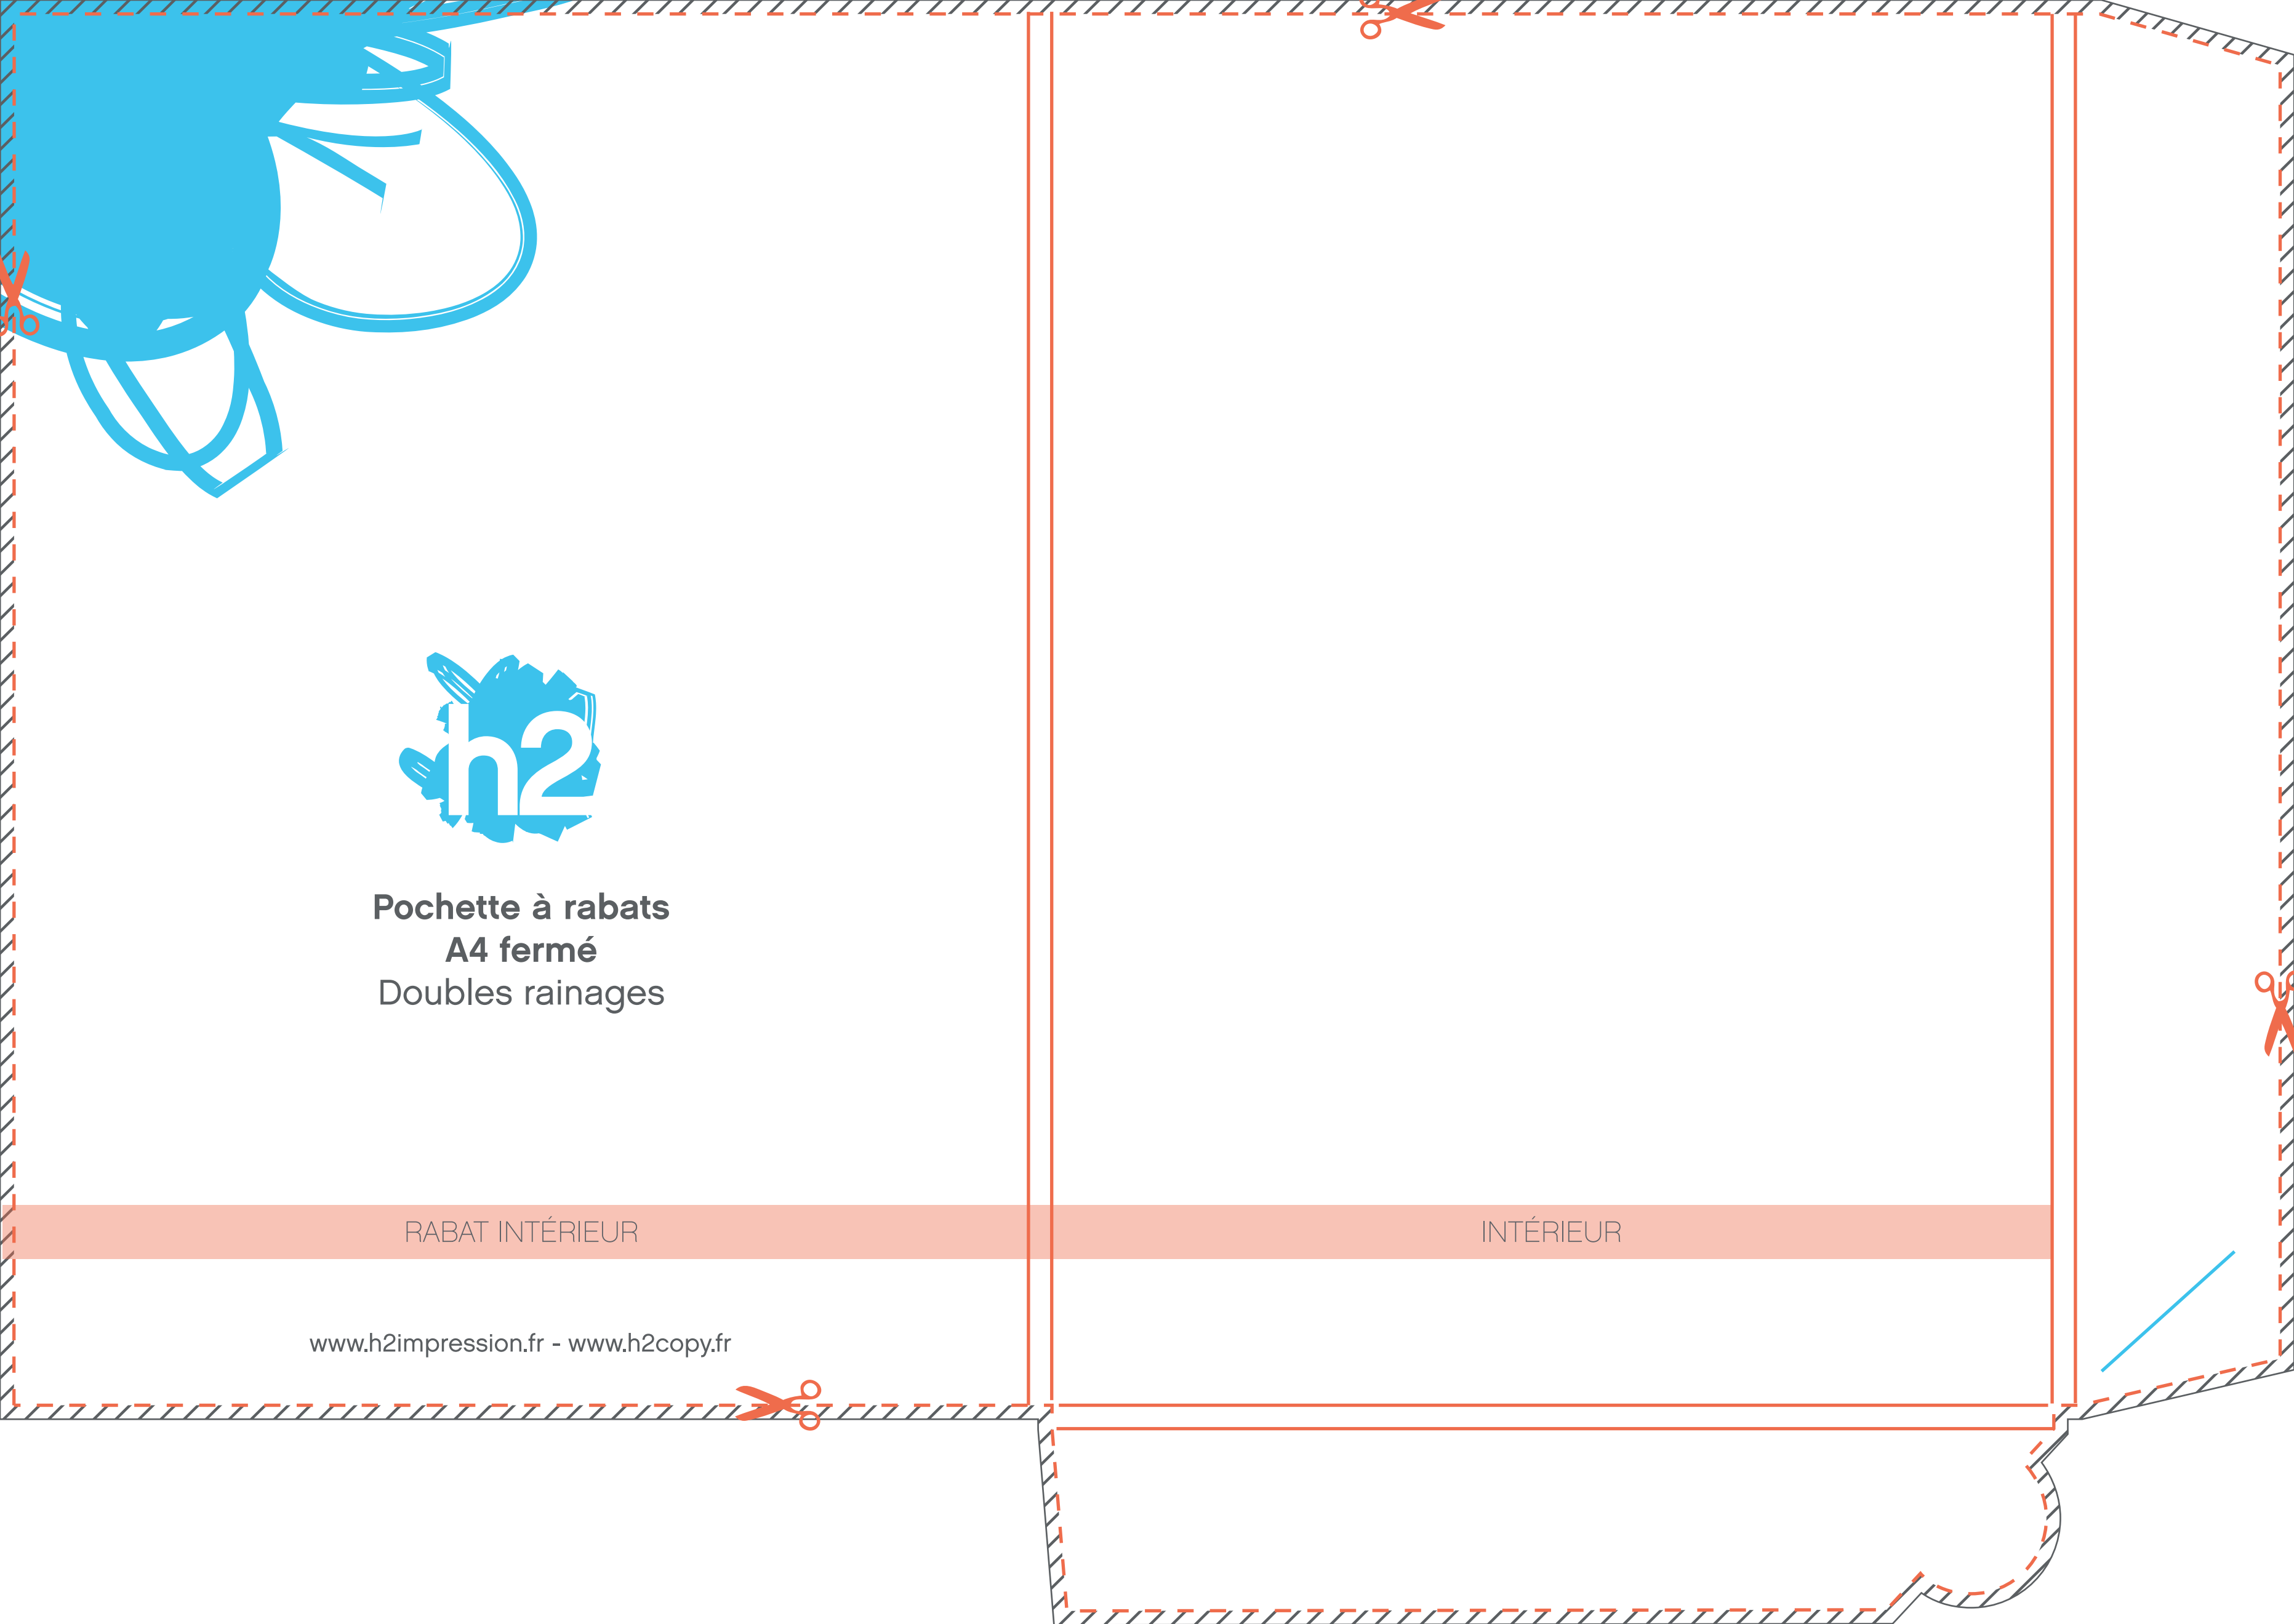 h2
Pochette à rabats
A4 fermé
Doubles rainages
RABAT INTÉRIEUR
INTÉRIEUR
www.h2impression.fr - www.h2copy.fr